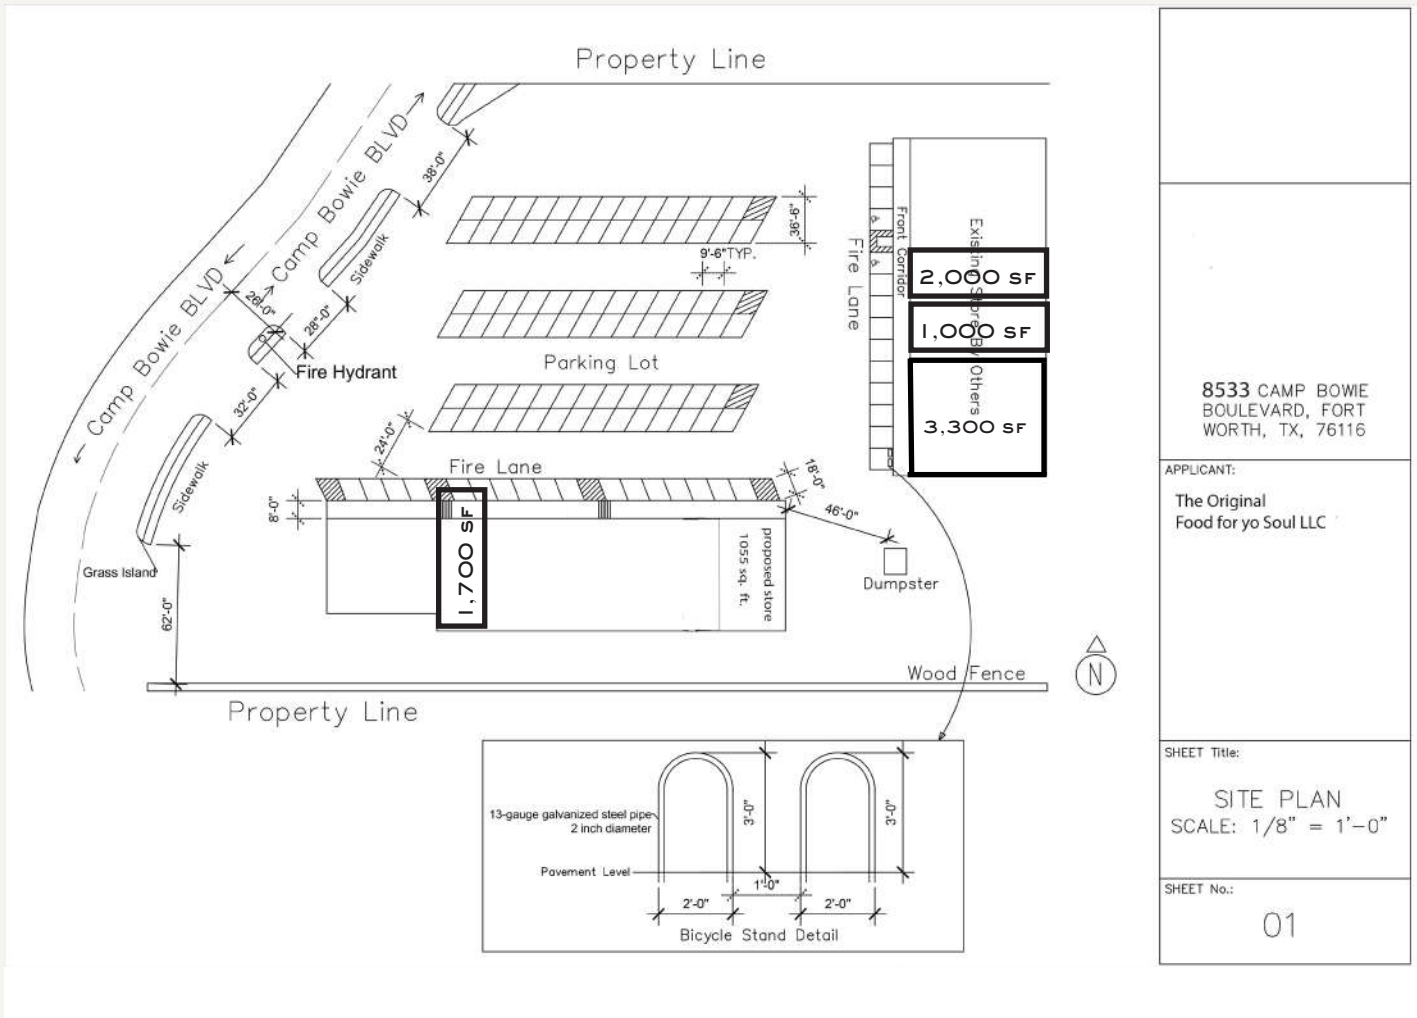 Property Line
Camp Bowie BLVD
Camp Bowie BLVD
38'-0"
Sidewalk
26'-0"
28'-0"
Fire Hydrant
32'-0"
Sidewalk
Grass Island
62'-0"
36'-6"
9'-6"TYP.
Parking Lot
24'-0"
Fire Lane
18'-0"
8'-0"
46'-0"
1,700 SF
proposed store
1055 sq. ft.
Dumpster
Fire Lane
Front Corridor
Existing Store By Others
2,000 SF
1,000 SF
3,300 SF
Wood Fence
N
Property Line
13-gauge galvanized steel pipe
2 inch diameter
3'-0"
3'-0"
Pavement Level
1'-0"
2'-0"
2'-0"
Bicycle Stand Detail
8533 CAMP BOWIE
BOULEVARD, FORT
WORTH, TX, 76116
APPLICANT:
The Original
Food for yo Soul LLC
SHEET Title:
SITE PLAN
SCALE: 1/8" = 1'-0"
SHEET No.:
01